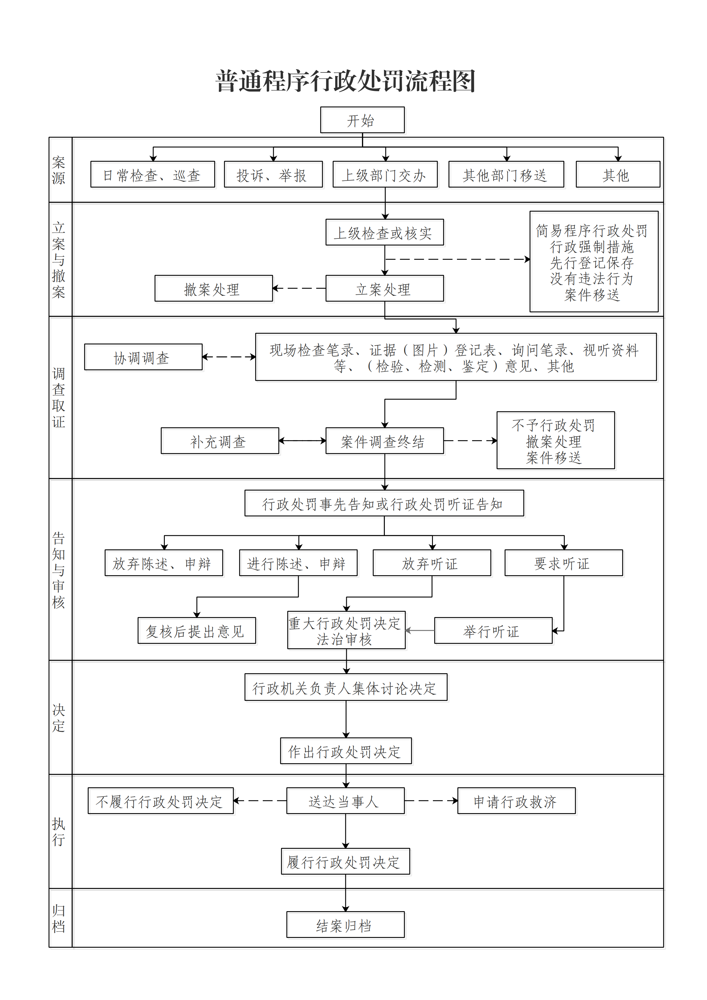 普通程序行政处罚流程图
开始
案
源
日常检查、巡查
投诉、举报
上级部门交办
其他部门移送
其他
立
案
与
撤
案
上级检查或核实
简易程序行政处罚
行政强制措施
先行登记保存
没有违法行为
案件移送
撤案处理
立案处理
调
查
取
证
协调调查
现场检查笔录、证据（图片）登记表、询问笔录、视听资料
等、（检验、检测、鉴定）意见、其他
补充调查
案件调查终结
不予行政处罚
撤案处理
案件移送
告
知
与
审
核
行政处罚事先告知或行政处罚听证告知
放弃陈述、申辩
进行陈述、申辩
放弃听证
要求听证
复核后提出意见
重大行政处罚决定
法治审核
举行听证
决
定
行政机关负责人集体讨论决定
作出行政处罚决定
执
行
不履行行政处罚决定
送达当事人
申请行政救济
履行行政处罚决定
归
档
结案归档